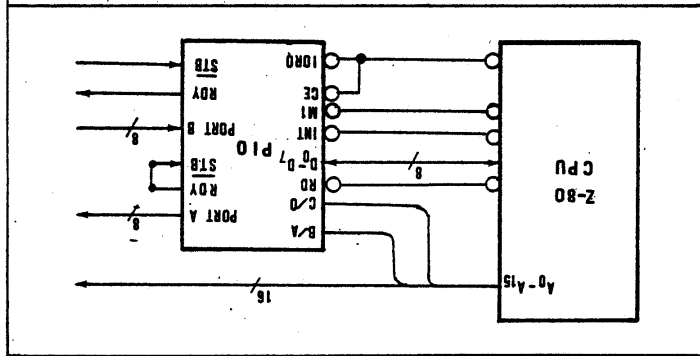 A₀-A₁₅
16
Z-80
CPU
B/A
C/D
RD
D₀-D₇
8
INT
M1
CE
IORQ
PIO
PORT A
8
RDY
STB
PORT B
8
RDY
STB